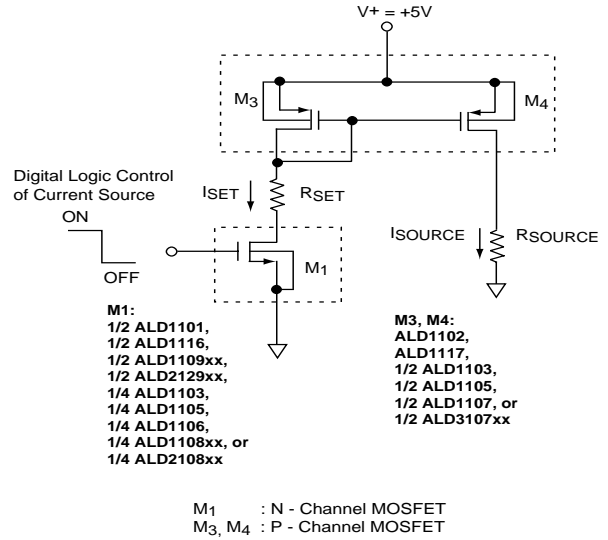 V+ = +5V
M3
M4
Digital Logic Control
of Current Source
ON
OFF
ISET
RSET
ISOURCE
RSOURCE
M1
M1:
1/2 ALD1101,
1/2 ALD1116,
1/2 ALD1109xx,
1/2 ALD2129xx,
1/4 ALD1103,
1/4 ALD1105,
1/4 ALD1106,
1/4 ALD1108xx, or
1/4 ALD2108xx
M3, M4:
ALD1102,
ALD1117,
1/2 ALD1103,
1/2 ALD1105,
1/2 ALD1107, or
1/2 ALD3107xx
M1 : N - Channel MOSFET
M3, M4 : P - Channel MOSFET